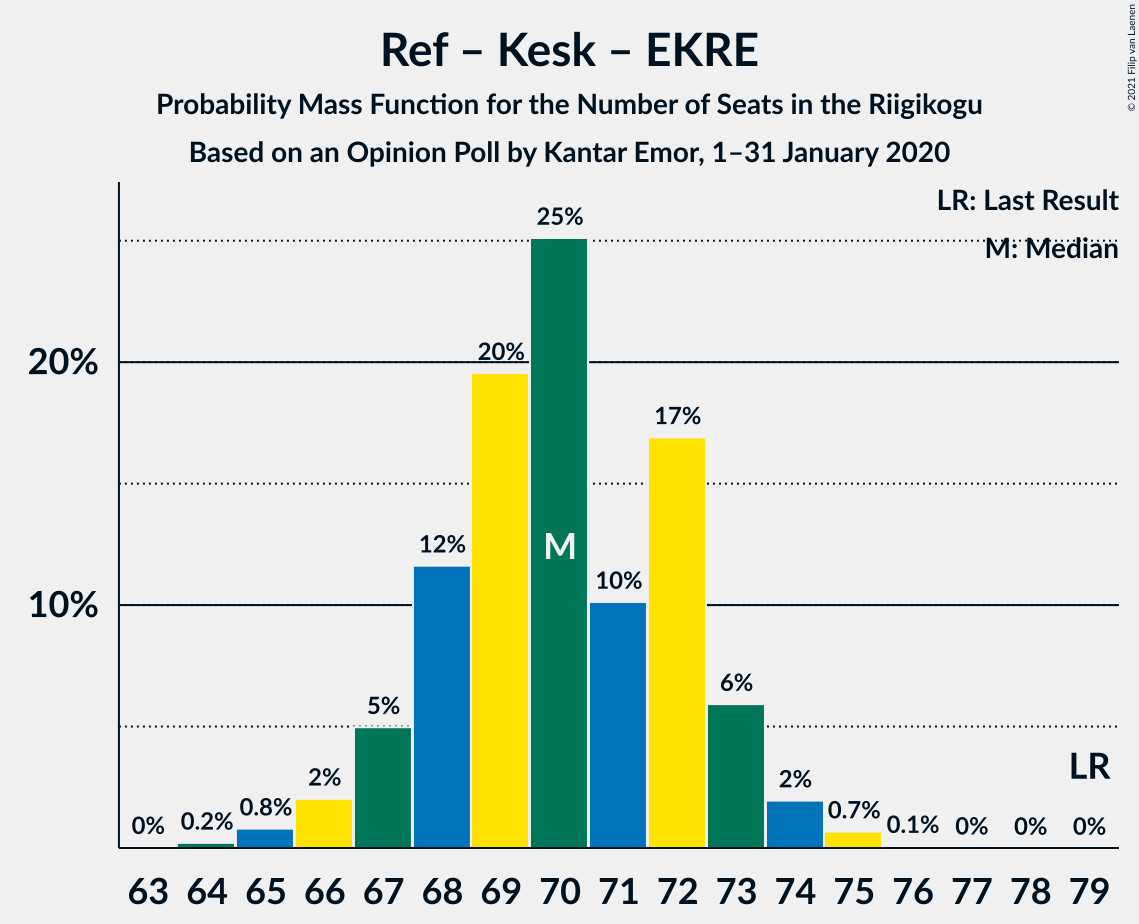 Ref – Kesk – EKRE
Probability Mass Function for the Number of Seats in the Riigikogu
Based on an Opinion Poll by Kantar Emor, 1–31 January 2020
© 2021 Filip van Laenen
LR: Last Result
M: Median
20%
10%
0%
0.2%
0.8%
2%
5%
12%
20%
25%
10%
17%
6%
2%
0.7%
0.1%
0%
0%
0%
M
LR
63 64 65 66 67 68 69 70 71 72 73 74 75 76 77 78 79